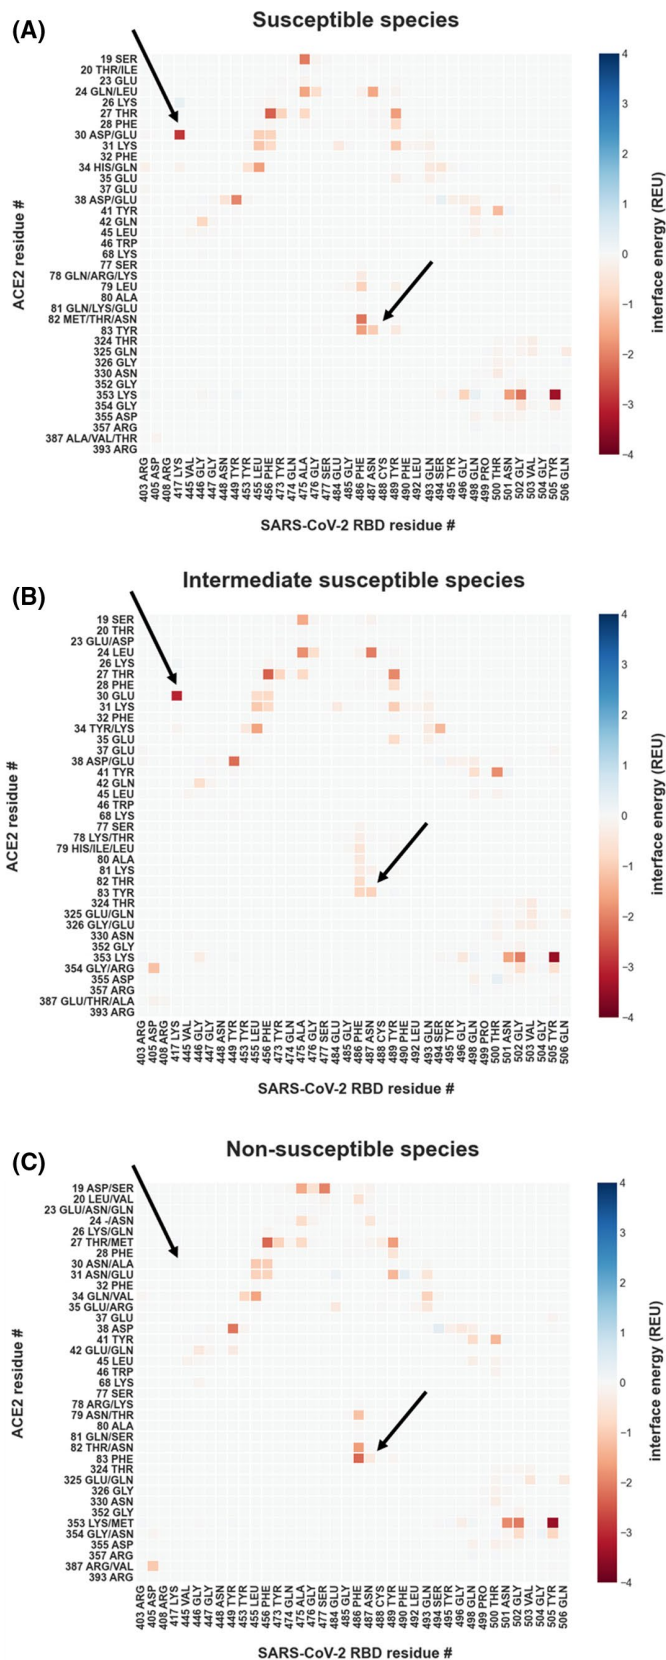 (A)
Susceptible species
19 SER
20 THR/ILE
23 GLU
24 GLN/LEU
26 LYS
27 THR
28 PHE
30 ASP/GLU
31 LYS
32 PHE
34 HIS/GLN
35 GLU
37 GLU
38 ASP/GLU
41 TYR
42 GLN
45 LEU
46 TRP
68 LYS
77 SER
78 GLN/ARG/LYS
79 LEU
80 ALA
81 GLN/LYS/GLU
82 MET/THR/ASN
83 TYR
324 THR
325 GLN
326 GLY
330 ASN
352 GLY
353 LYS
354 GLY
355 ASP
357 ARG
387 ALA/VAL/THR
393 ARG
ACE2 residue #
403 ARG
405 ASP
408 ARG
417 LYS
445 VAL
446 GLY
447 GLY
448 ASN
449 TYR
453 TYR
455 LEU
456 PHE
473 TYR
474 GLN
475 ALA
476 GLY
477 SER
484 GLU
485 GLY
486 PHE
487 ASN
488 CYS
489 TYR
490 PHE
492 LEU
493 GLN
494 SER
495 TYR
496 GLY
498 GLN
499 PRO
500 THR
501 ASN
502 GLY
503 VAL
504 GLY
505 TYR
506 GLN
SARS-CoV-2 RBD residue #
4
3
2
1
0
−1
−2
−3
−4
interface energy (REU)
(B)
Intermediate susceptible species
19 SER
20 THR
23 GLU/ASP
24 LEU
26 LYS
27 THR
28 PHE
30 GLU
31 LYS
32 PHE
34 TYR/LYS
35 GLU
37 GLU
38 ASP/GLU
41 TYR
42 GLN
45 LEU
46 TRP
68 LYS
77 SER
78 LYS/THR
79 HIS/ILE/LEU
80 ALA
81 LYS
82 THR
83 TYR
324 THR
325 GLU/GLN
326 GLY/GLU
330 ASN
352 GLY
353 LYS
354 GLY/ARG
355 ASP
357 ARG
387 GLU/THR/ALA
393 ARG
ACE2 residue #
403 ARG
405 ASP
408 ARG
417 LYS
445 VAL
446 GLY
447 GLY
448 ASN
449 TYR
453 TYR
455 LEU
456 PHE
473 TYR
474 GLN
475 ALA
476 GLY
477 SER
484 GLU
485 GLY
486 PHE
487 ASN
488 CYS
489 TYR
490 PHE
492 LEU
493 GLN
494 SER
495 TYR
496 GLY
498 GLN
499 PRO
500 THR
501 ASN
502 GLY
503 VAL
504 GLY
505 TYR
506 GLN
SARS-CoV-2 RBD residue #
4
3
2
1
0
−1
−2
−3
−4
interface energy (REU)
(C)
Non-susceptible species
19 ASP/SER
20 LEU/VAL
23 GLU/ASN/GLN
24 -/ASN
26 LYS/GLN
27 THR/MET
28 PHE
30 ASN/ALA
31 ASN/GLU
32 PHE
34 GLN/VAL
35 GLU/ARG
37 GLU
38 ASP
41 TYR
42 GLU/GLN
45 LEU
46 TRP
68 LYS
77 SER
78 ARG/LYS
79 ASN/THR
80 ALA
81 GLN/SER
82 THR/ASN
83 PHE
324 THR
325 GLU/GLN
326 GLY
330 ASN
352 GLY
353 LYS/MET
354 GLY/ASN
355 ASP
357 ARG
387 ARG/VAL
393 ARG
ACE2 residue #
403 ARG
405 ASP
408 ARG
417 LYS
445 VAL
446 GLY
447 GLY
448 ASN
449 TYR
453 TYR
455 LEU
456 PHE
473 TYR
474 GLN
475 ALA
476 GLY
477 SER
484 GLU
485 GLY
486 PHE
487 ASN
488 CYS
489 TYR
490 PHE
492 LEU
493 GLN
494 SER
495 TYR
496 GLY
498 GLN
499 PRO
500 THR
501 ASN
502 GLY
503 VAL
504 GLY
505 TYR
506 GLN
SARS-CoV-2 RBD residue #
4
3
2
1
0
−1
−2
−3
−4
interface energy (REU)